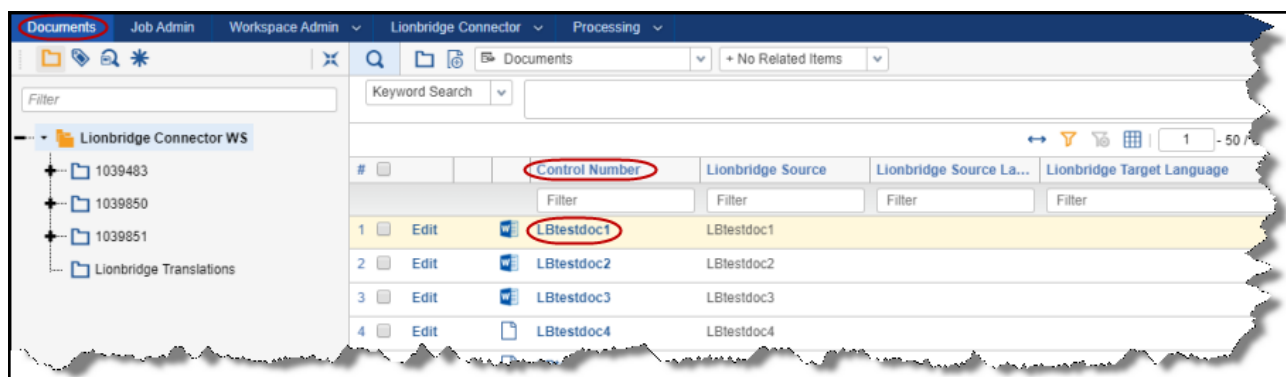 Documents Job Admin Workspace Admin Lionbridge Connector Processing
Documents + No Related Items
Keyword Search
Filter
Lionbridge Connector WS
1039483
1039850
1039851
Lionbridge Translations
1 - 50 /
# Control Number Lionbridge Source Lionbridge Source La... Lionbridge Target Language
Filter Filter Filter Filter
1 Edit LBtestdoc1 LBtestdoc1
2 Edit LBtestdoc2 LBtestdoc2
3 Edit LBtestdoc3 LBtestdoc3
4 Edit LBtestdoc4 LBtestdoc4